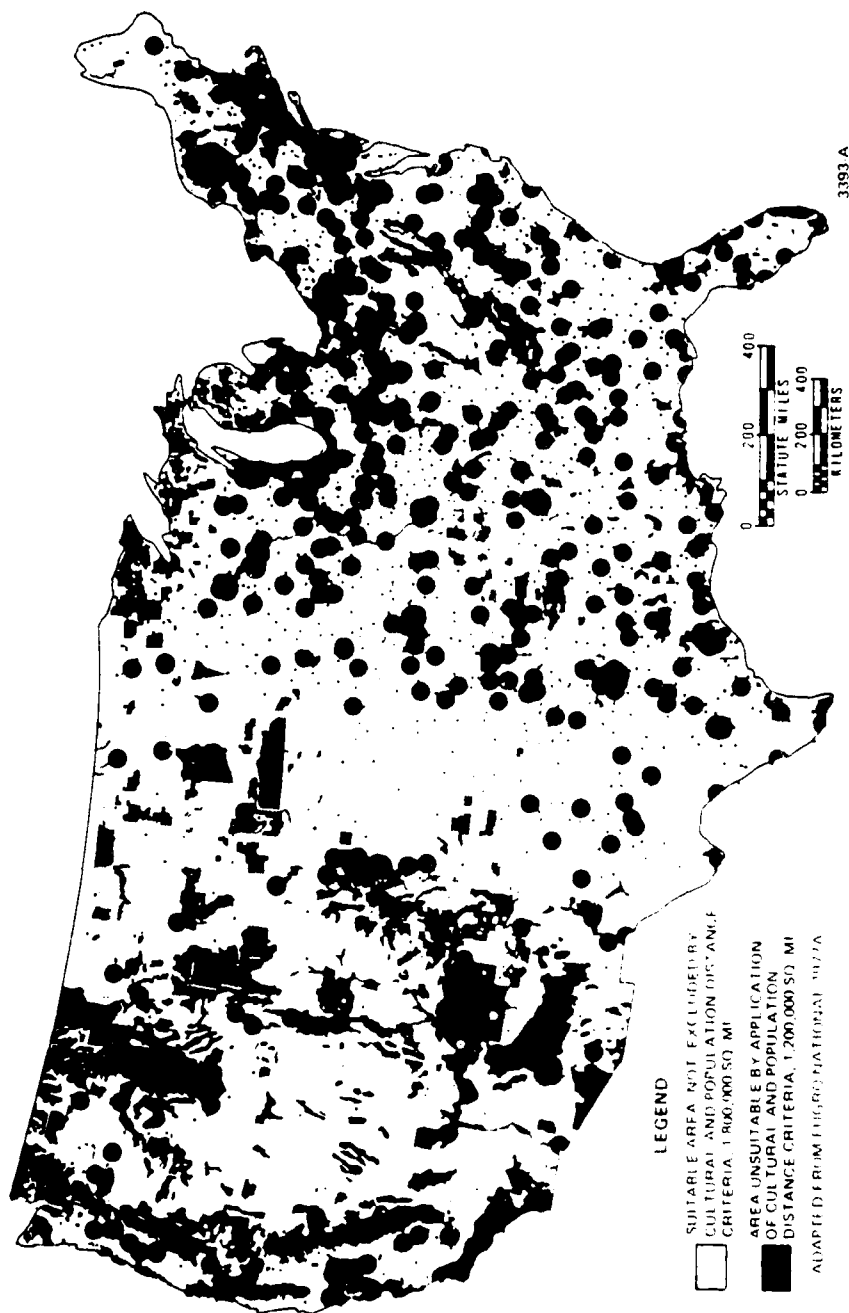 LEGEND
SUITABLE AREA NOT EXCLUDED BY
CULTURAL AND POPULATION DISTANCE
CRITERIA, 1,800,000 SQ MI
AREA UNSUITABLE BY APPLICATION
OF CULTURAL AND POPULATION
DISTANCE CRITERIA, 1,200,000 SQ MI
ADAPTED FROM FUGRO NATIONAL
0 200 400
STATUTE MILES
0 200 400
KILOMETERS
3393 A